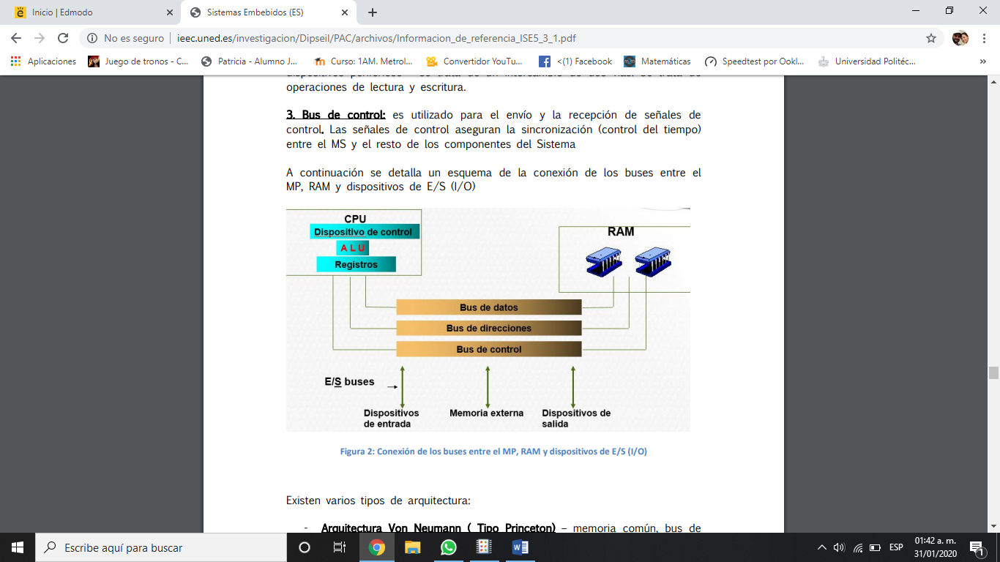 Inicio | Edmodo
Sistemas Embebidos (ES)
No es seguro | ieec.uned.es/investigacion/Dipseil/PAC/archivos/Informacion_de_referencia_ISE5_3_1.pdf
Aplicaciones
Juego de tronos - C...
Patricia - Alumno J...
Curso: 1AM. Metrol...
Convertidor YouTu...
<(1) Facebook
Matemáticas
Speedtest por Ookl...
Universidad Politéc...
»
operaciones de lectura y escritura.
3. Bus de control: es utilizado para el envío y la recepción de señales de
control. Las señales de control aseguran la sincronización (control del tiempo)
entre el MS y el resto de los componentes del Sistema
A continuación se detalla un esquema de la conexión de los buses entre el
MP, RAM y dispositivos de E/S (I/O)
CPU
Dispositivo de control
A L U
Registros
RAM
Bus de datos
Bus de direcciones
Bus de control
E/S buses
Dispositivos
de entrada
Memoria externa
Dispositivos de
salida
Figura 2: Conexión de los buses entre el MP, RAM y dispositivos de E/S (I/O)
Existen varios tipos de arquitectura:
- Arquitectura Von Neumann ( Tipo Princeton) – memoria común, bus de
Escribe aquí para buscar
ESP
01:42 a. m.
31/01/2020
1